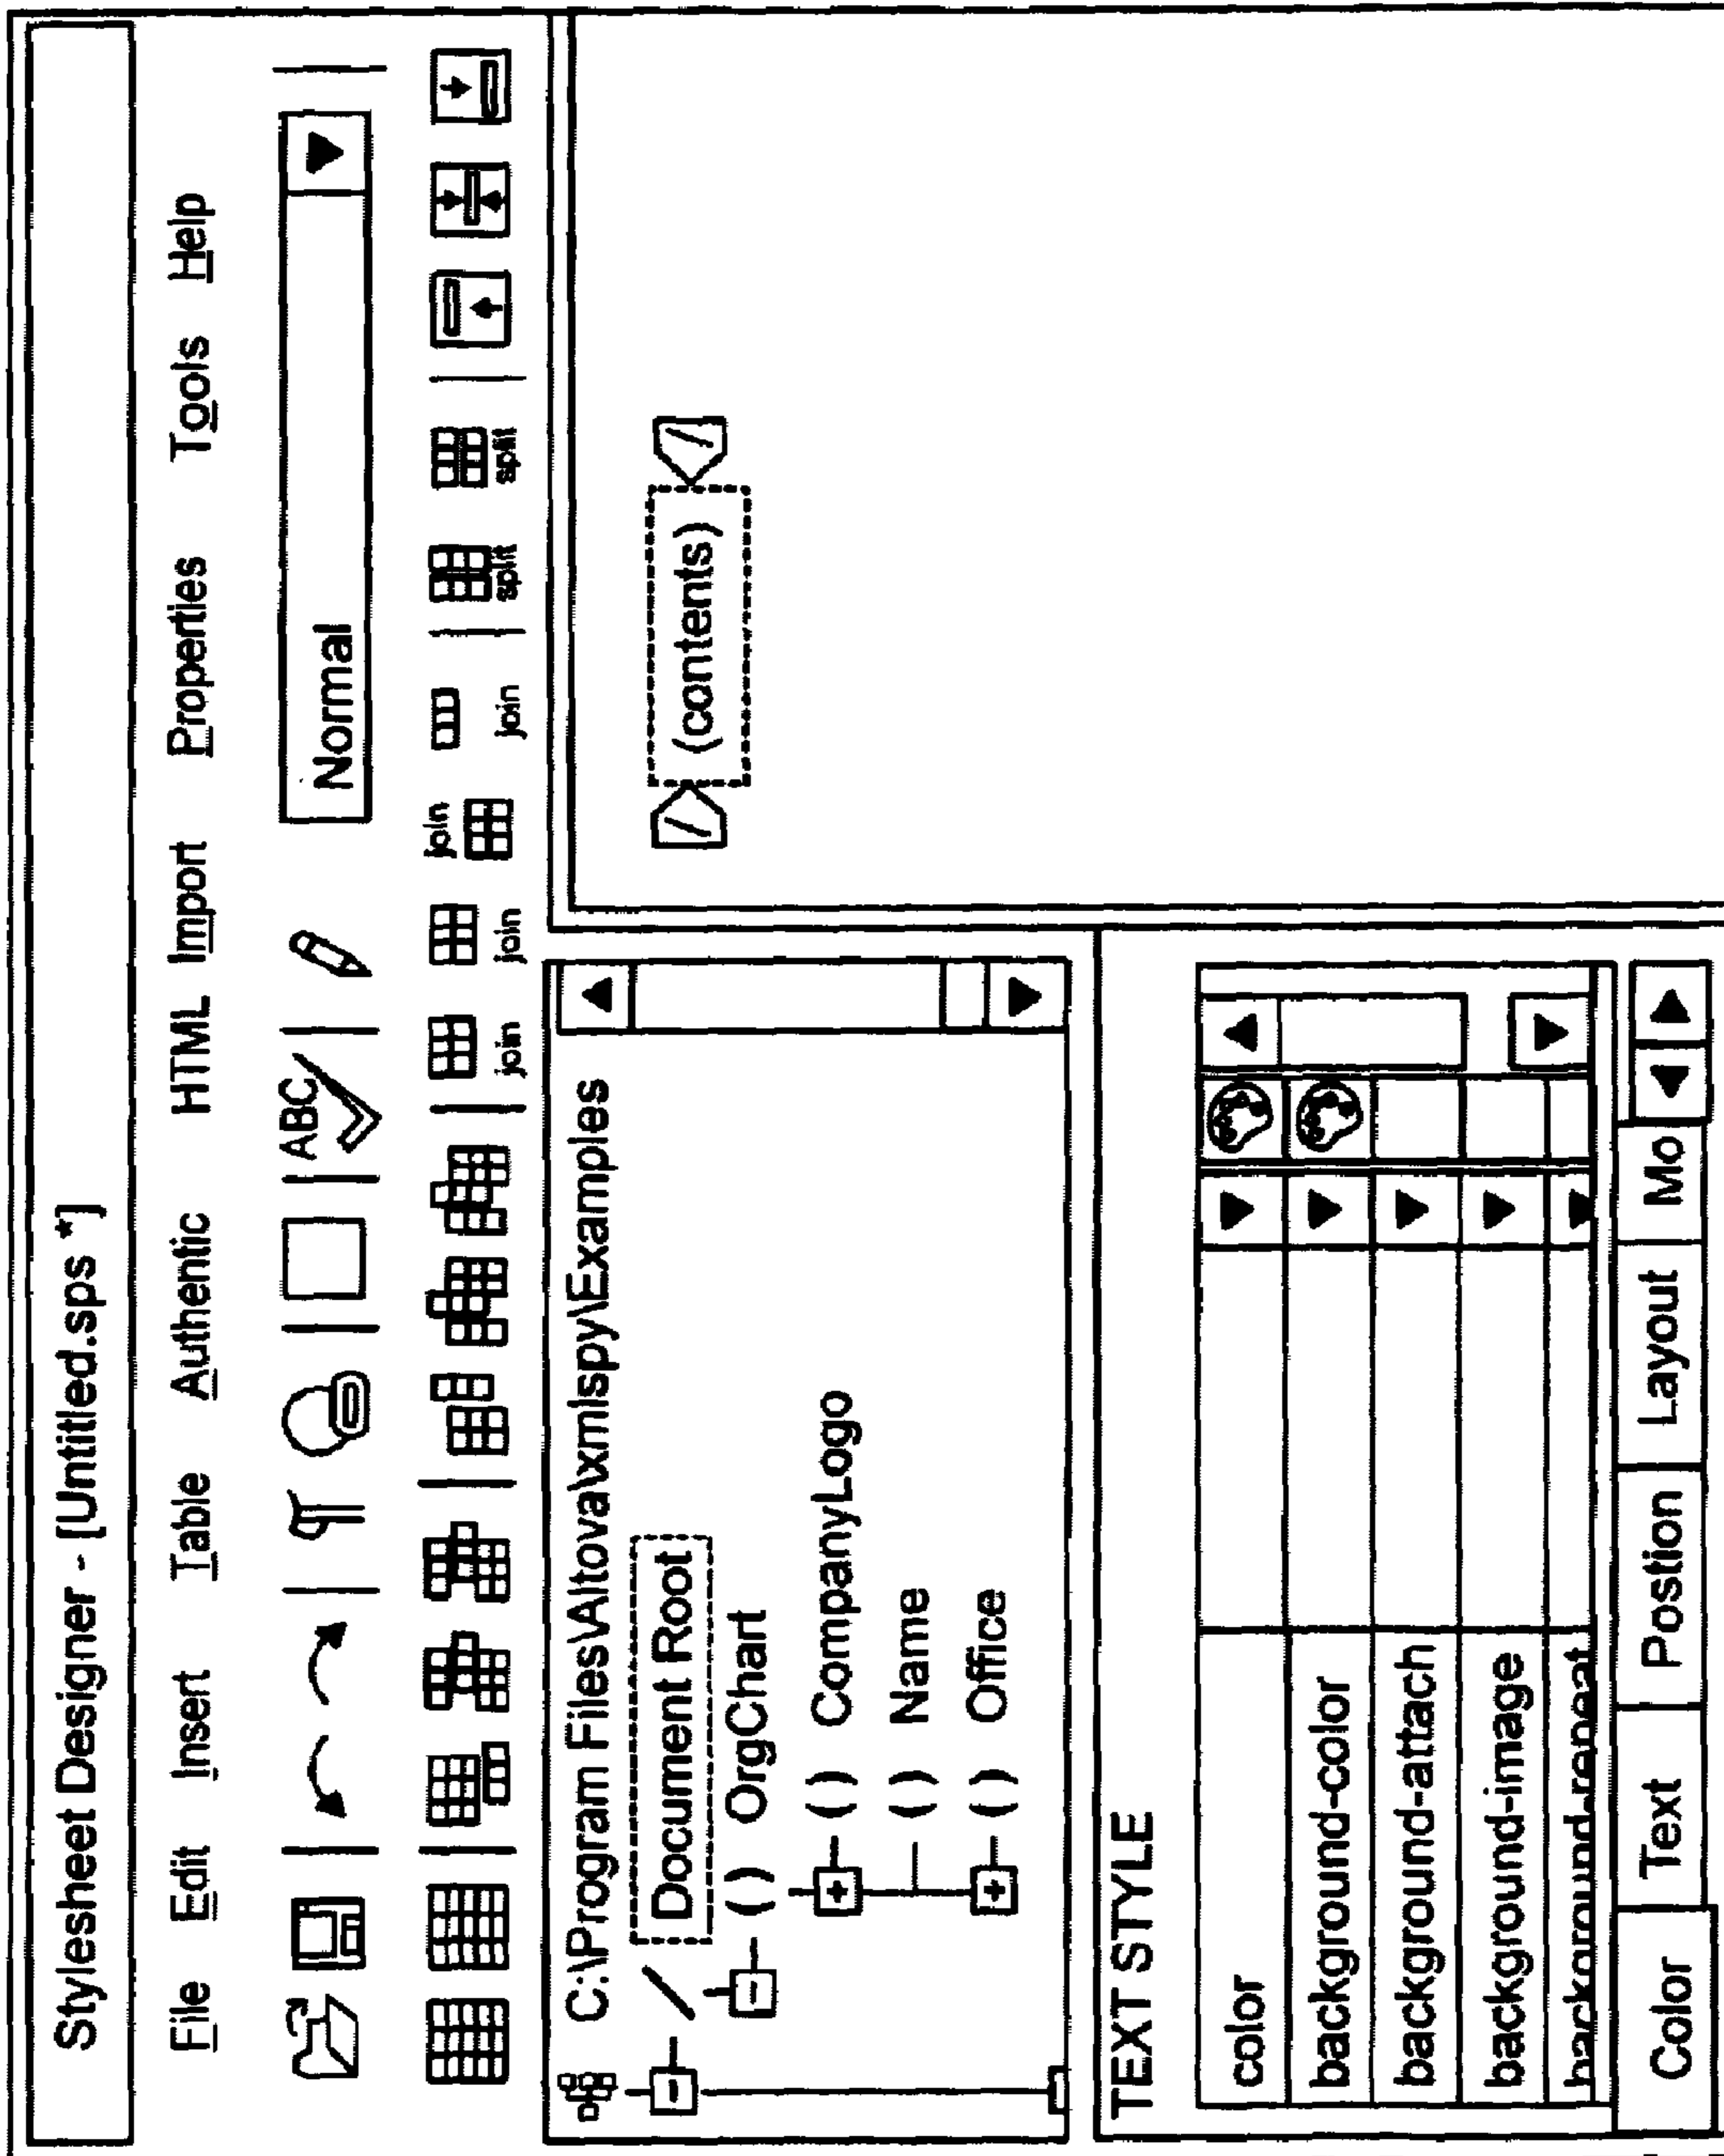 Stylesheet Designer - [Untitled.sps *]
File Edit Insert Table Authentic HTML Import Properties Tools Help
ABC
Normal
join join join join split split
C:\Program Files\Altova\xmlspy\Examples
/ Document Root
( ) OrgChart
( ) CompanyLogo
( ) Name
( ) Office
/ (contents) /
TEXT STYLE
color
background-color
background-attach
background-image
background-repeat
Color Text Postion Layout Mo